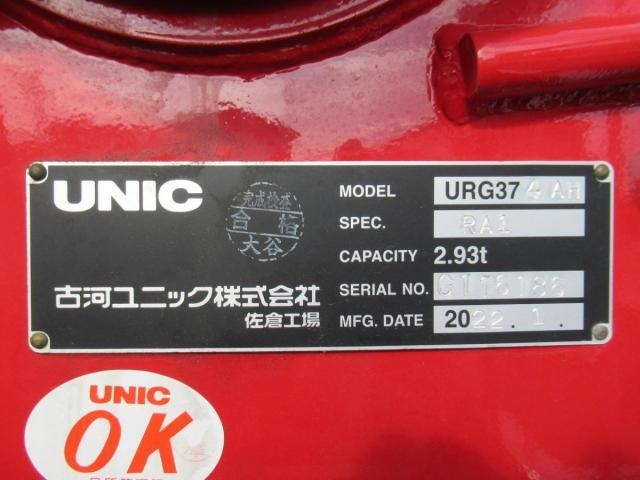 UNIC
完成検査
合格
大谷
古河ユニック株式会社
佐倉工場
MODEL URG374AH
SPEC. RA1
CAPACITY 2.93t
SERIAL NO. C176186
MFG. DATE 2022.1.
UNIC
OK